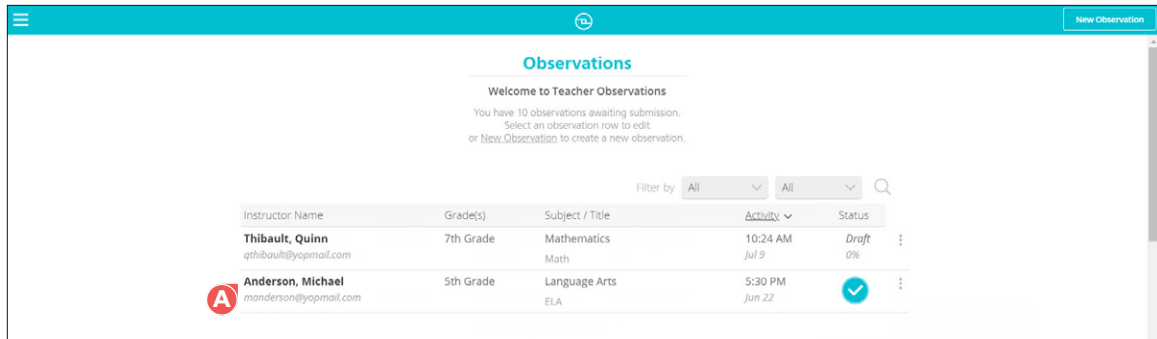 New Observation
Observations
Welcome to Teacher Observations
You have 10 observations awaiting submission.
Select an observation row to edit
or New Observation to create a new observation.
Filter by All All
Instructor Name Grade(s) Subject / Title Activity Status
Thibault, Quinn 7th Grade Mathematics 10:24 AM Draft
qthibault@yopmail.com Math Jul 9 0%
Anderson, Michael 5th Grade Language Arts 5:30 PM
A manderson@yopmail.com ELA Jun 22